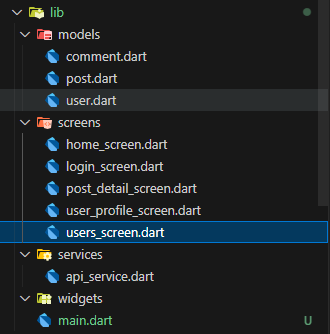 lib
models
comment.dart
post.dart
user.dart
screens
home_screen.dart
login_screen.dart
post_detail_screen.dart
user_profile_screen.dart
users_screen.dart
services
api_service.dart
widgets
main.dart U